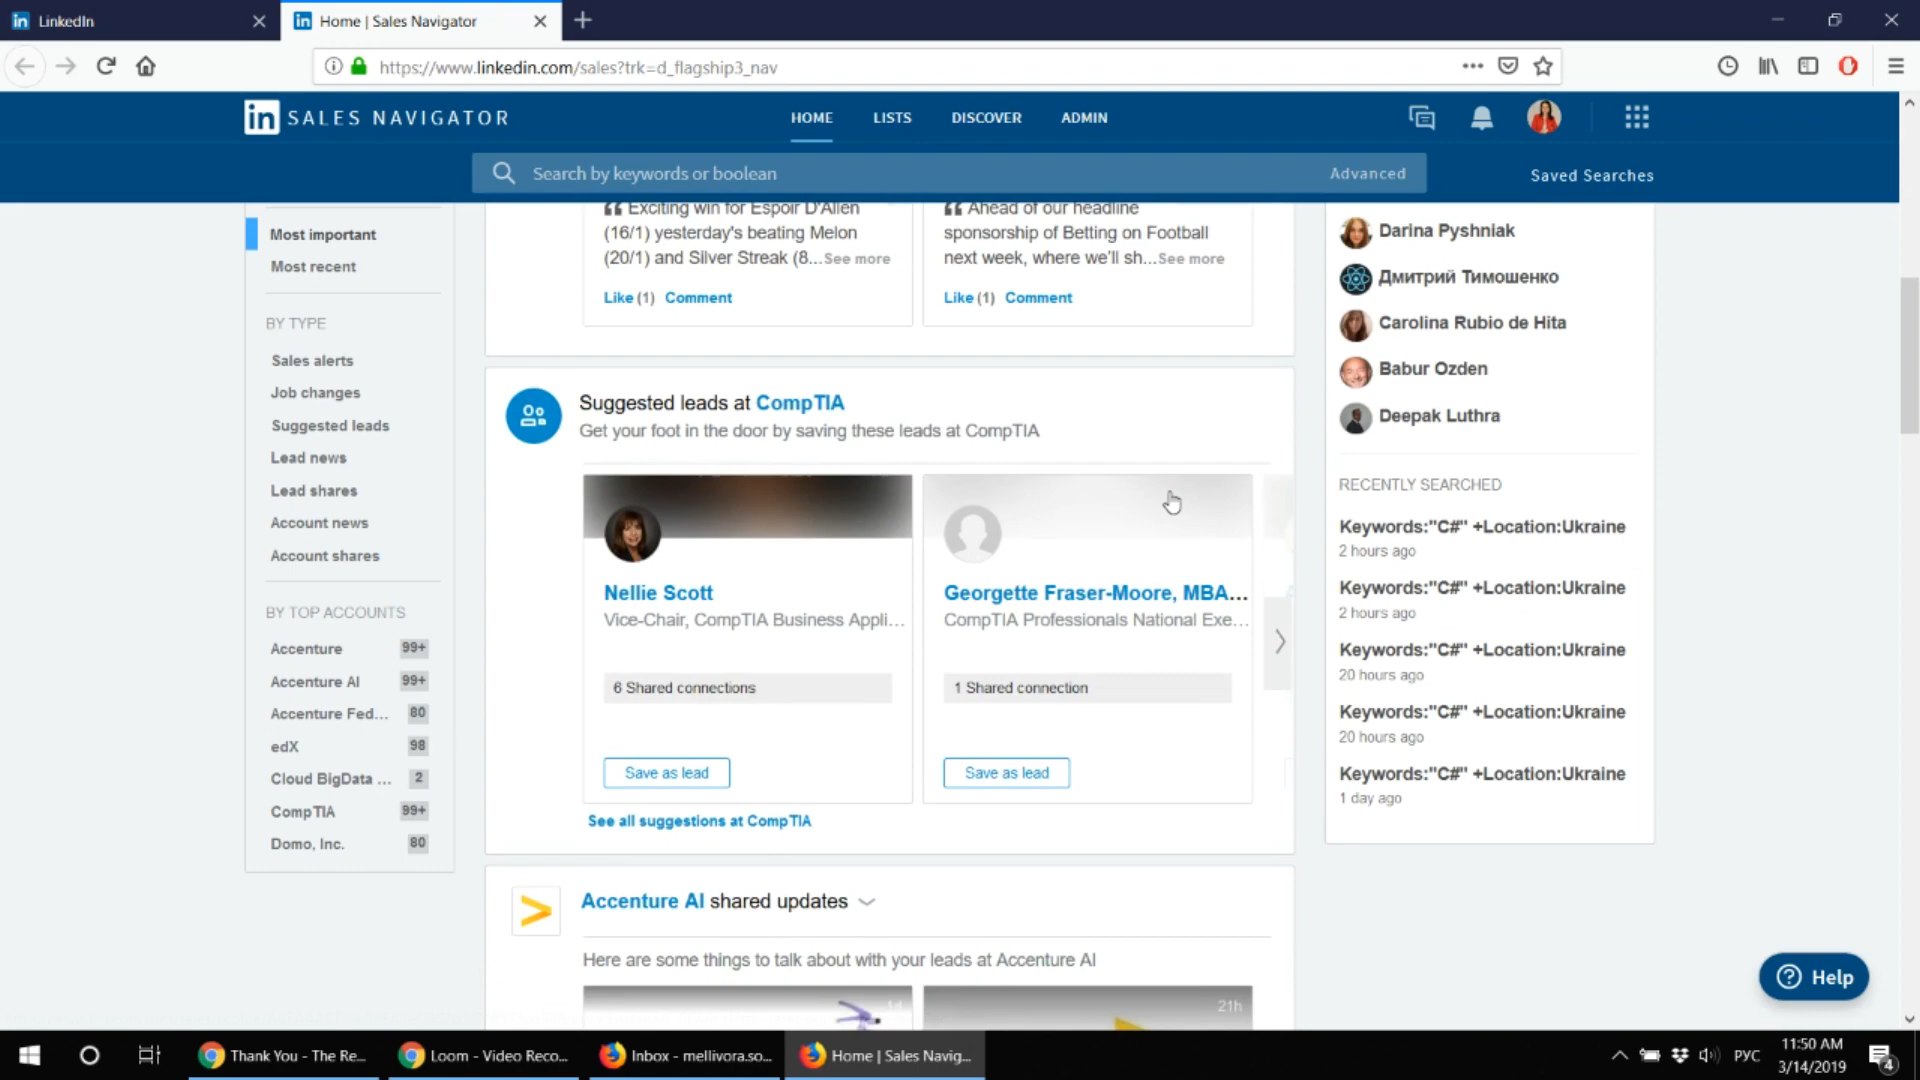 LinkedIn
Home | Sales Navigator
https://www.linkedin.com/sales?trk=d_flagship3_nav
in SALES NAVIGATOR
HOME
LISTS
DISCOVER
ADMIN
Search by keywords or boolean
Advanced
Saved Searches
Most important
Most recent
BY TYPE
Sales alerts
Job changes
Suggested leads
Lead news
Lead shares
Account news
Account shares
BY TOP ACCOUNTS
Accenture 99+
Accenture AI 99+
Accenture Fed... 80
edX 98
Cloud BigData ... 2
CompTIA 99+
Domo, Inc. 80
“ Exciting win for Espoir D'Allen
(16/1) yesterday's beating Melon
(20/1) and Silver Streak (8...See more
Like (1) Comment
“ Ahead of our headline
sponsorship of Betting on Football
next week, where we'll sh...See more
Like (1) Comment
Suggested leads at CompTIA
Get your foot in the door by saving these leads at CompTIA
Nellie Scott
Vice-Chair, CompTIA Business Appli...
6 Shared connections
Save as lead
Georgette Fraser-Moore, MBA...
CompTIA Professionals National Exe...
1 Shared connection
Save as lead
See all suggestions at CompTIA
Accenture AI shared updates
Here are some things to talk about with your leads at Accenture AI
1d
21h
Darina Pyshniak
Дмитрий Тимошенко
Carolina Rubio de Hita
Babur Ozden
Deepak Luthra
RECENTLY SEARCHED
Keywords:"C#" +Location:Ukraine
2 hours ago
Keywords:"C#" +Location:Ukraine
2 hours ago
Keywords:"C#" +Location:Ukraine
20 hours ago
Keywords:"C#" +Location:Ukraine
20 hours ago
Keywords:"C#" +Location:Ukraine
1 day ago
Help
Thank You - The Re...
Loom - Video Reco...
Inbox - mellivora.so...
Home | Sales Navig...
РУС
11:50 AM
3/14/2019
4